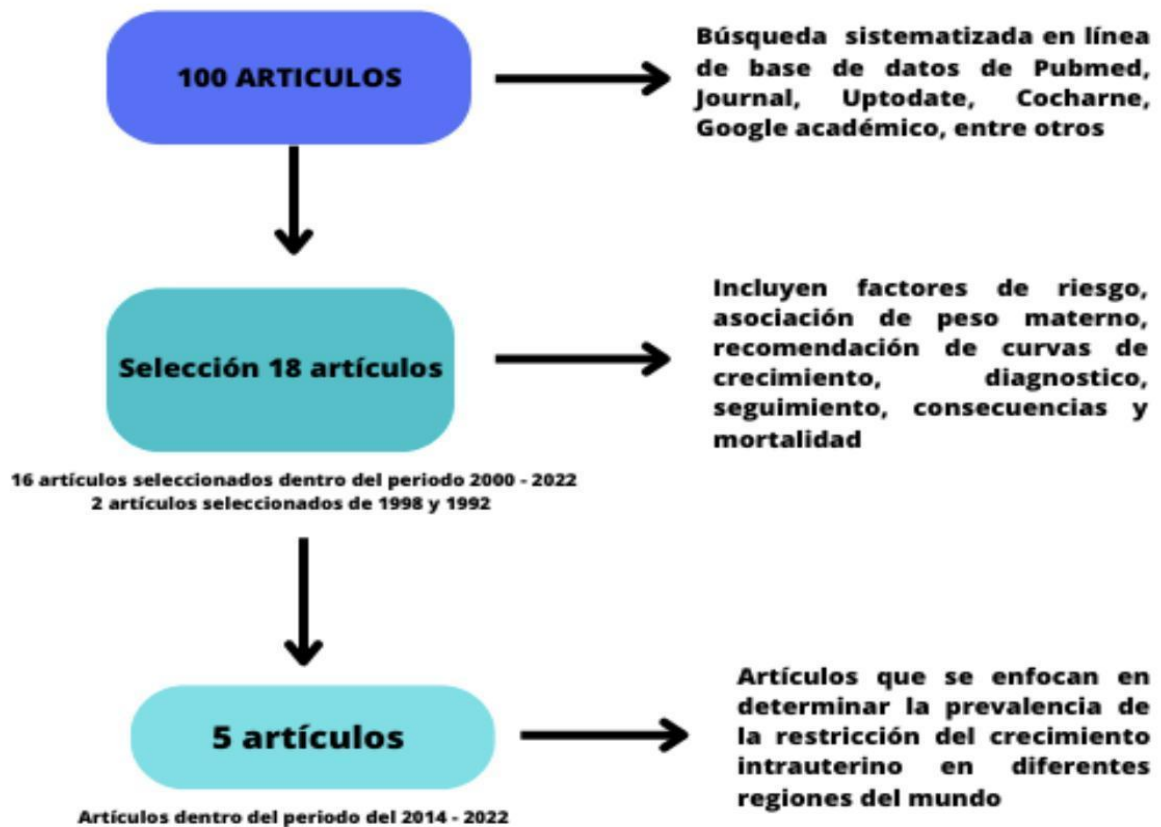 100 ARTICULOS
Búsqueda sistematizada en línea
de base de datos de Pubmed,
Journal, Uptodate, Cocharne,
Google académico, entre otros
Selección 18 artículos
Incluyen factores de riesgo,
asociación de peso materno,
recomendación de curvas de
crecimiento, diagnostico,
seguimiento, consecuencias y
mortalidad
16 artículos seleccionados dentro del periodo 2000 - 2022
2 artículos seleccionados de 1998 y 1992
5 artículos
Artículos que se enfocan en
determinar la prevalencia de
la restricción del crecimiento
intrauterino en diferentes
regiones del mundo
Artículos dentro del periodo del 2014 - 2022